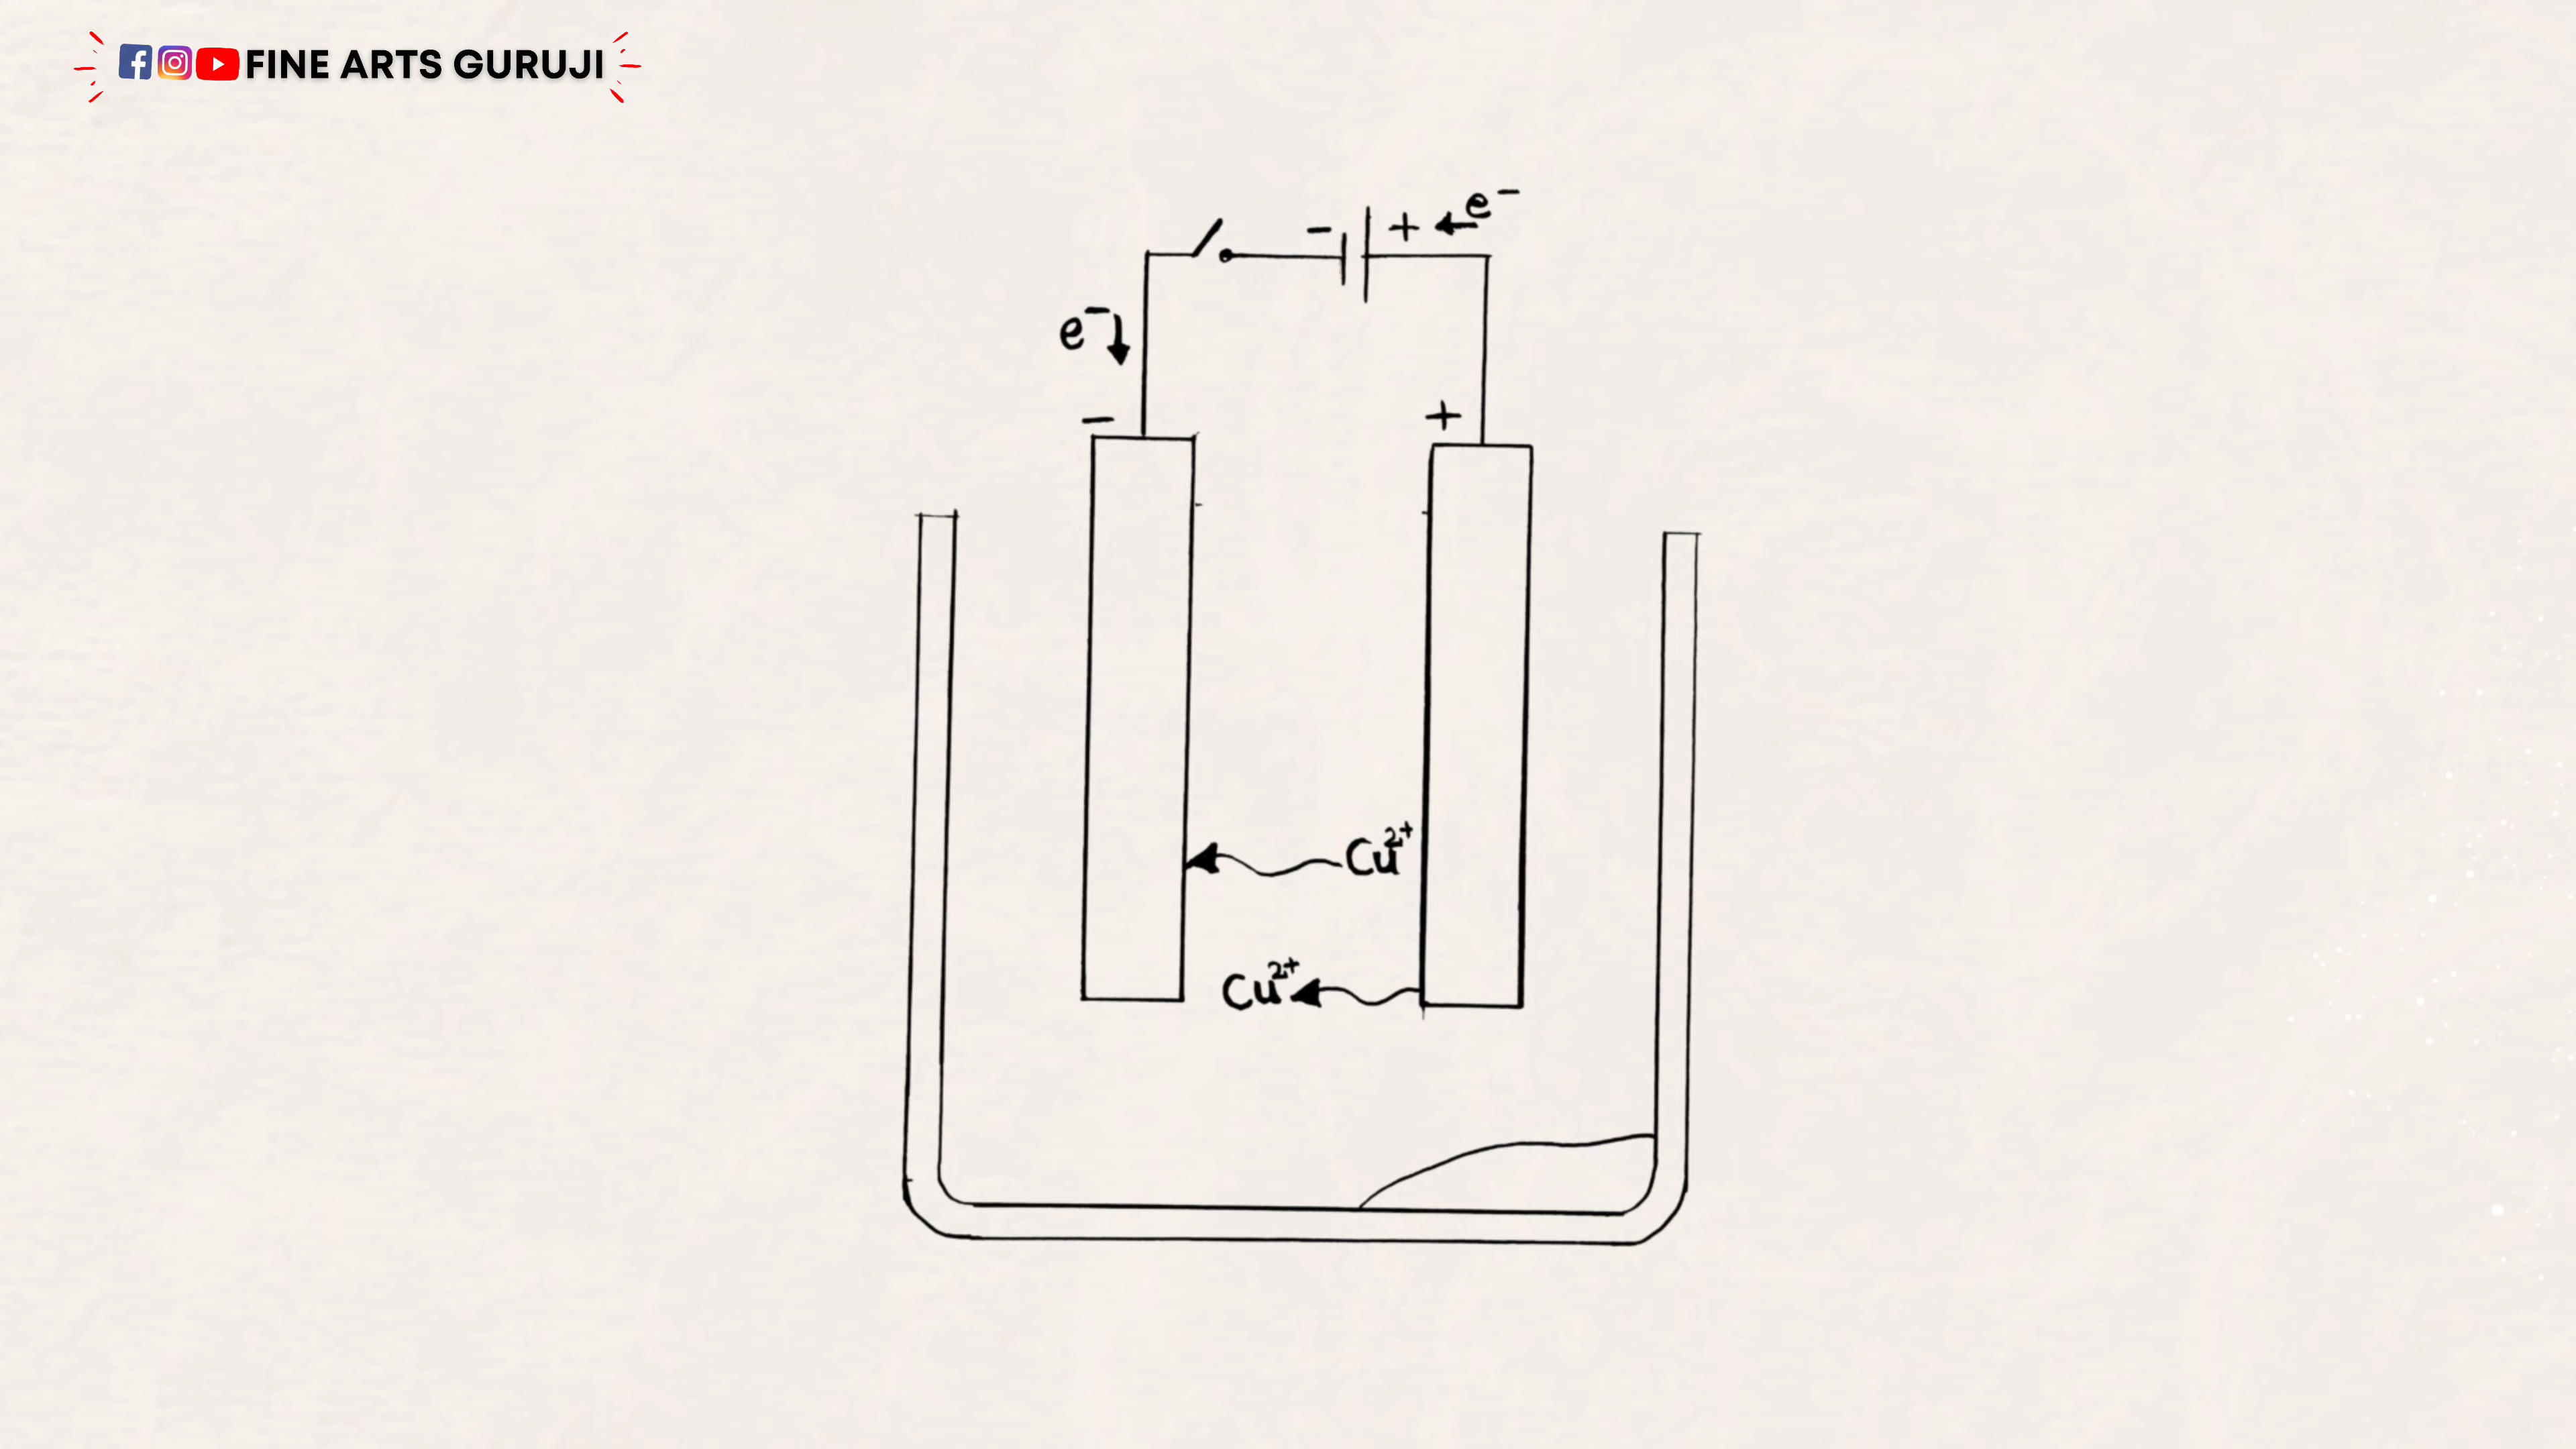 FINE ARTS GURUJI
- + e⁻
e⁻
- +
Cu²⁺
Cu²⁺